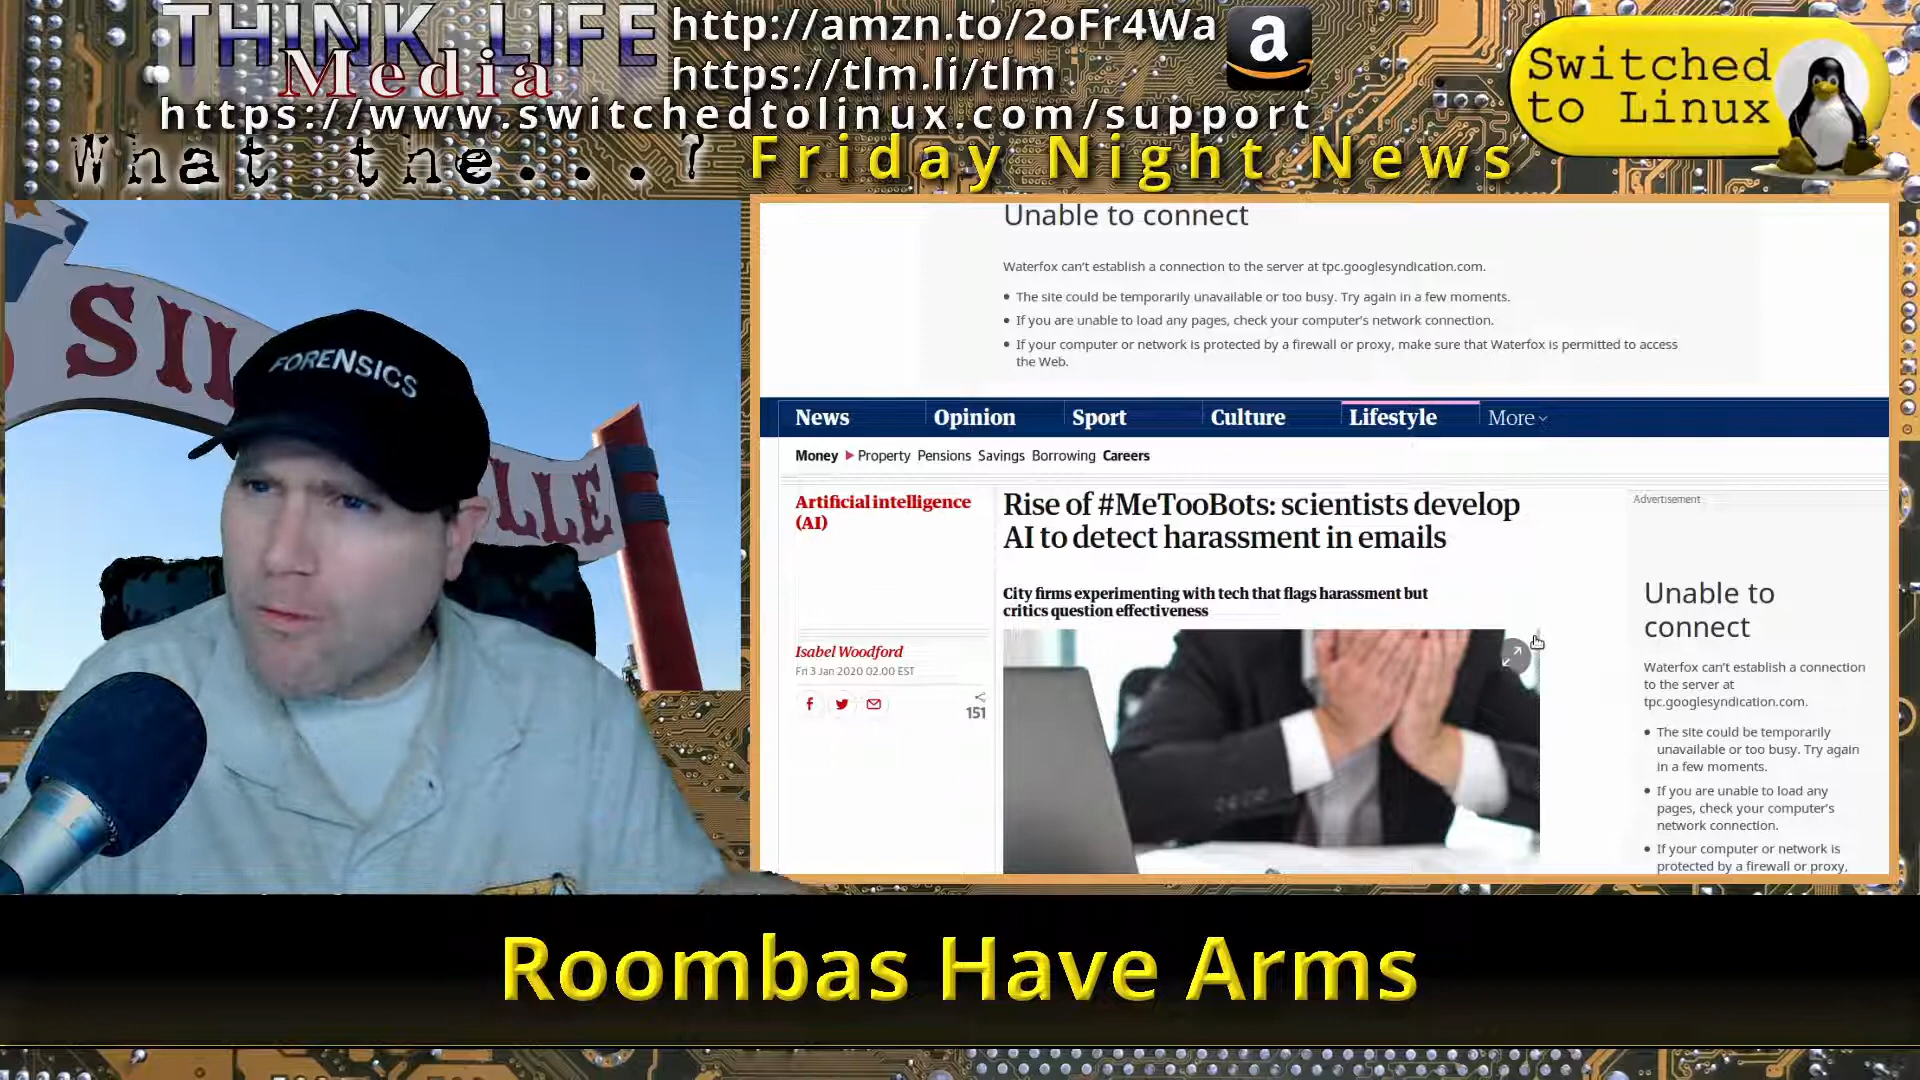 THINK LIFE
Media
http://amzn.to/2oFr4Wa
https://tlm.li/tlm
https://www.switchedtolinux.com/support
a
Switched
to Linux
What the...? Friday Night News
SIL
LLE
FORENSICS
Unable to connect
Waterfox can't establish a connection to the server at tpc.googlesyndication.com.
• The site could be temporarily unavailable or too busy. Try again in a few moments.
• If you are unable to load any pages, check your computer's network connection.
• If your computer or network is protected by a firewall or proxy, make sure that Waterfox is permitted to access
the Web.
News Opinion Sport Culture Lifestyle More
Money Property Pensions Savings Borrowing Careers
Artificial intelligence
(AI)
Rise of #MeTooBots: scientists develop
AI to detect harassment in emails
City firms experimenting with tech that flags harassment but
critics question effectiveness
Isabel Woodford
Fri 3 Jan 2020 02.00 EST
151
Advertisement
Unable to
connect
Waterfox can't establish a connection
to the server at
tpc.googlesyndication.com.
• The site could be temporarily
unavailable or too busy. Try again
in a few moments.
• If you are unable to load any
pages, check your computer's
network connection.
• If your computer or network is
protected by a firewall or proxy,
Roombas Have Arms